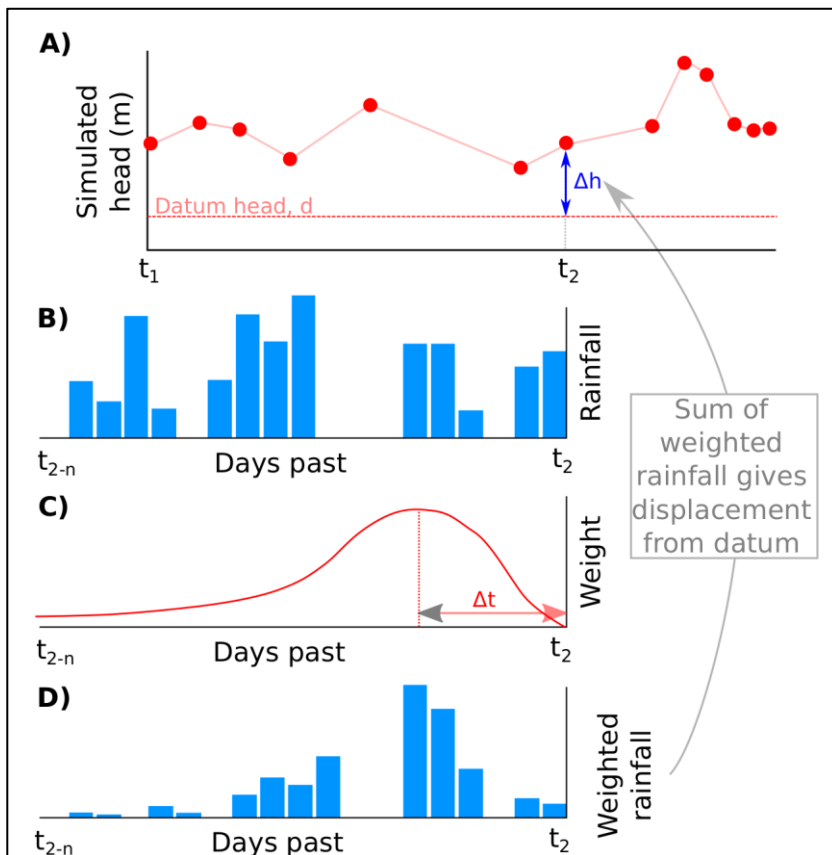 A)
Simulated
head (m)
Δh
Datum head, d
t1
t2
B)
Rainfall
t2-n
Days past
t2
Sum of
weighted
rainfall gives
displacement
from datum
C)
Weight
Δt
t2-n
Days past
t2
D)
Weighted
rainfall
t2-n
Days past
t2